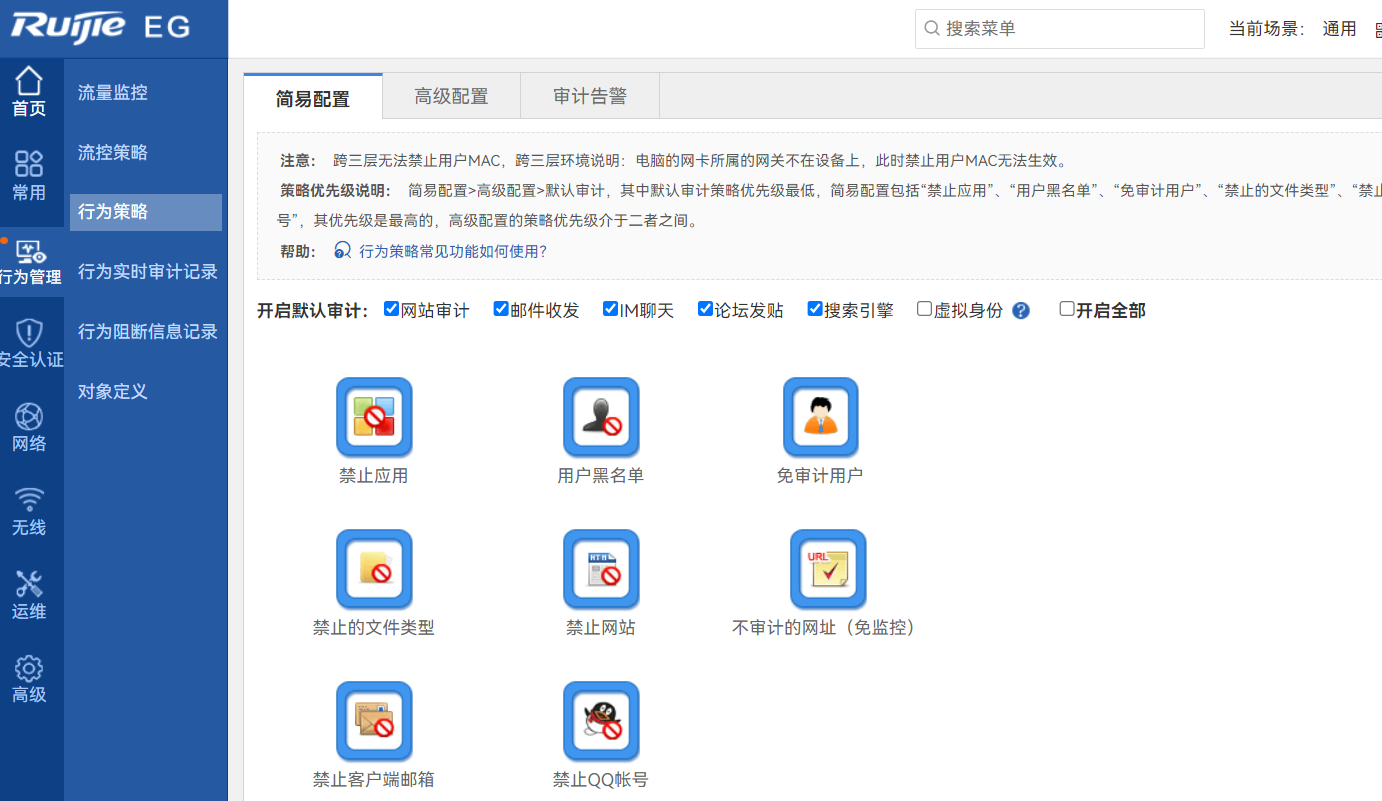 Ruijie EG
搜索菜单
当前场景： 通用
首页
常用
行为管理
安全认证
网络
无线
运维
高级
流量监控
流控策略
行为策略
行为实时审计记录
行为阻断信息记录
对象定义
简易配置 高级配置 审计告警
注意： 跨三层无法禁止用户MAC，跨三层环境说明：电脑的网卡所属的网关不在设备上，此时禁止用户MAC无法生效。
策略优先级说明： 简易配置>高级配置>默认审计，其中默认审计策略优先级最低，简易配置包括“禁止应用”、“用户黑名单”、“免审计用户”、“禁止的文件类型”、“禁止
号”，其优先级是最高的，高级配置的策略优先级介于二者之间。
帮助： 行为策略常见功能如何使用？
开启默认审计： 网站审计 邮件收发 IM聊天 论坛发贴 搜索引擎 虚拟身份 ? 开启全部
禁止应用 用户黑名单 免审计用户
HTM URL
禁止的文件类型 禁止网站 不审计的网址（免监控）
禁止客户端邮箱 禁止QQ帐号